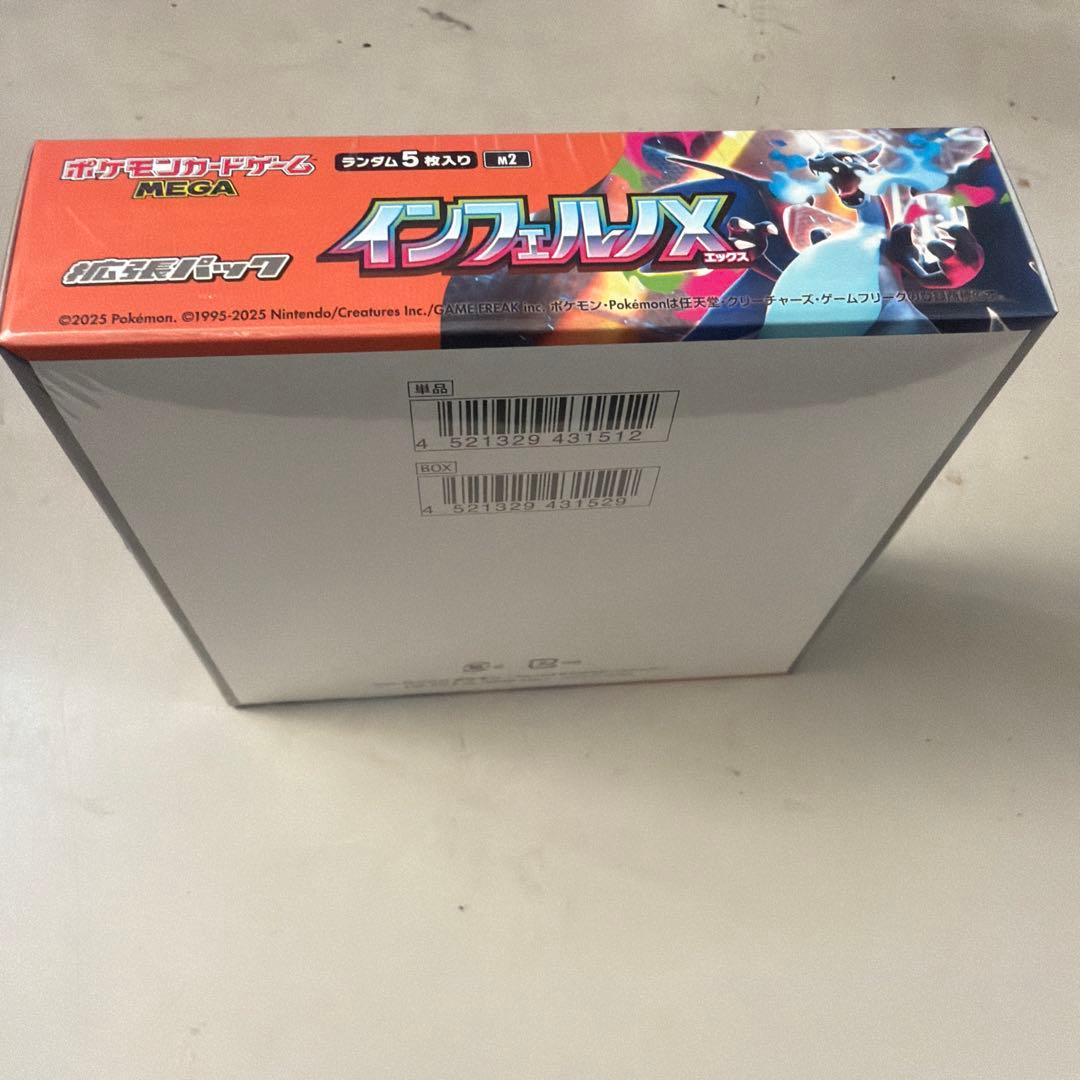 ポケモンカードゲーム
MEGA
ランダム5枚入り
M2
拡張パック
インフェルノX
エックス
©2025 Pokémon. ©1995-2025 Nintendo/Creatures Inc./GAME FREAK inc. ポケモン・Pokémonは任天堂・クリーチャーズ・ゲームフリークの登録商標です。
単品
4 521329 431512
BOX
4 521329 431529